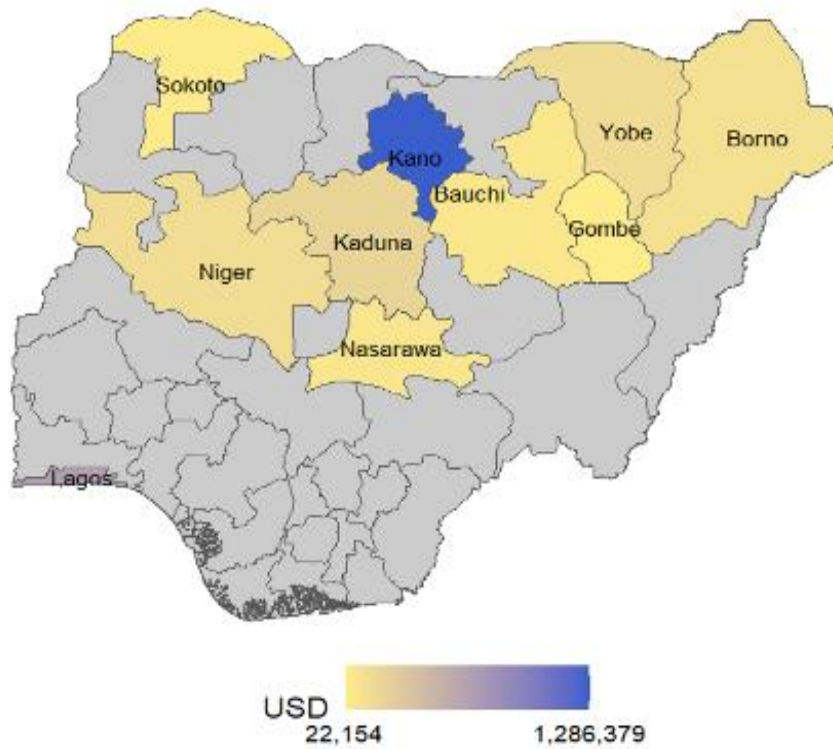 Sokoto
Yobe
Borno
Kano
Bauchi
Gombe
Kaduna
Niger
Nasarawa
Lagos
USD
22,154 1,286,379